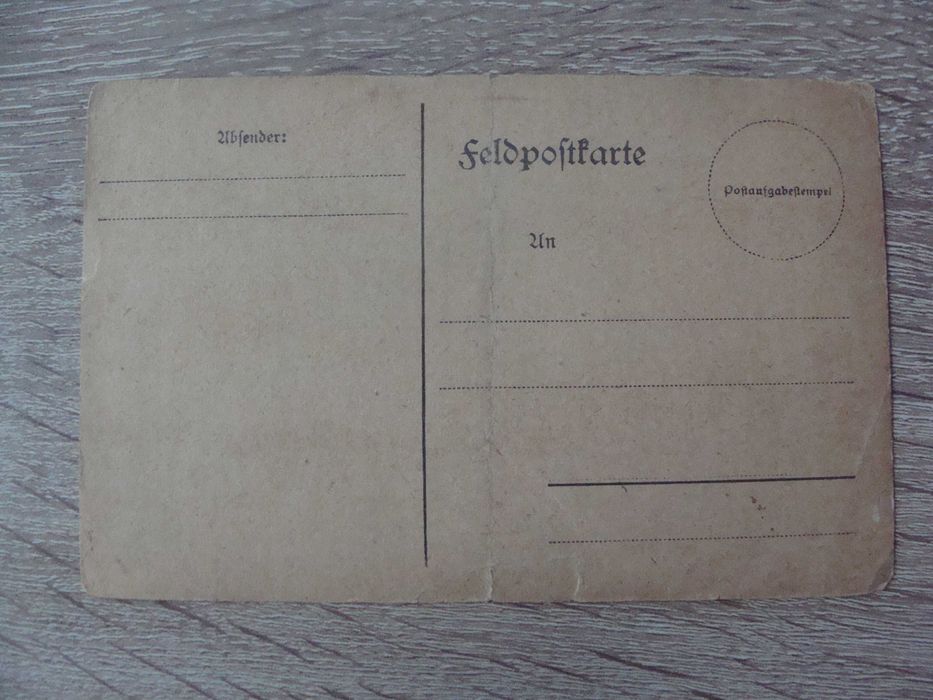 Absender:
Feldpostkarte
Postaufgabestempel
An